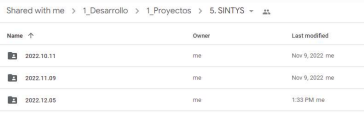 Shared with me > 1_Desarrollo > 1_Proyectos > 5. SINTYS
Name ↑ Owner Last modified
2022.10.11 me Nov 9, 2022 me
2022.11.09 me Nov 9, 2022 me
2022.12.05 me 1:33 PM me